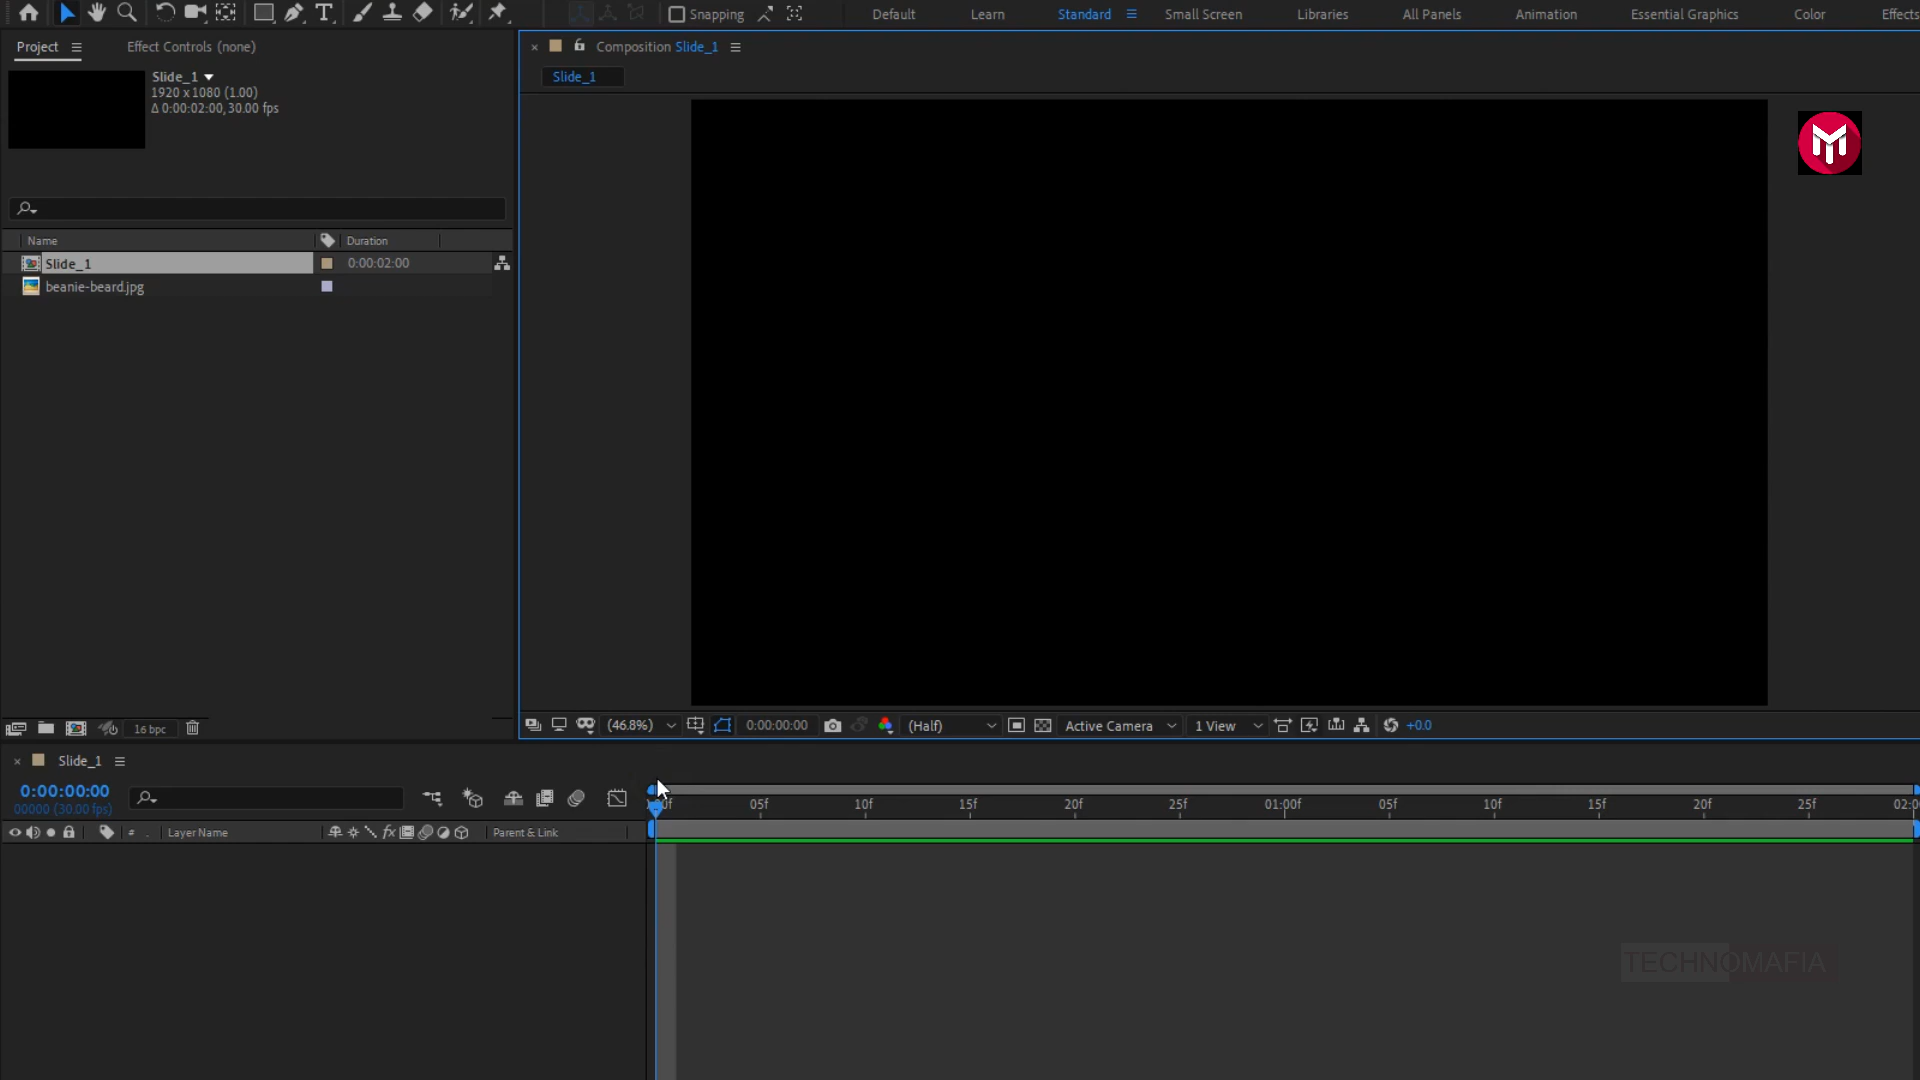 Snapping
Default
Learn
Standard
Small Screen
Libraries
All Panels
Animation
Essential Graphics
Color
Effects
Project
Effect Controls (none)
Composition Slide_1
Slide_1
Slide_1
1920 x 1080 (1.00)
Δ 0:00:02:00, 30.00 fps
Name
Duration
Slide_1
0:00:02:00
beanie-beard.jpg
16 bpc
(46.8%)
0:00:00:00
(Half)
Active Camera
1 View
+0.0
Slide_1
0:00:00:00
00000 (30.00 fps)
05f
10f
15f
20f
25f
01:00f
05f
10f
15f
20f
25f
02:0
# .
Layer Name
fx
Parent & Link
TECHNOMAFIA